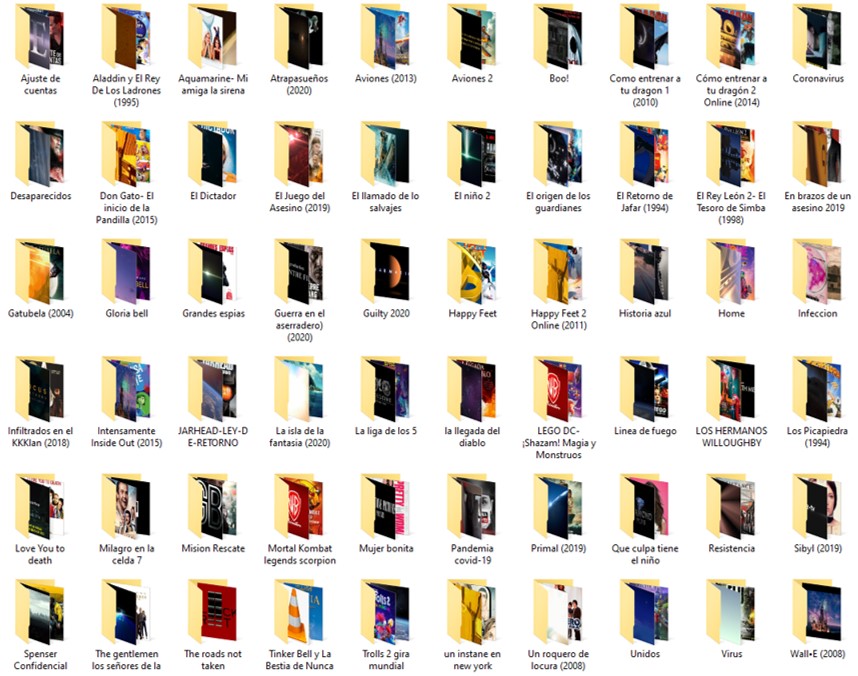 Ajuste de
cuentas
Aladdin y El Rey
De Los Ladrones
(1995)
Aquamarine- Mi
amiga la sirena
Atrapasueños
(2020)
Aviones (2013)
Aviones 2
Boo!
Como entrenar a
tu dragon 1
(2010)
Cómo entrenar a
tu dragón 2
Online (2014)
Coronavirus
Desaparecidos
Don Gato- El
inicio de la
Pandilla (2015)
El Dictador
El Juego del
Asesino (2019)
El llamado de lo
salvajes
El niño 2
El origen de los
guardianes
El Retorno de
Jafar (1994)
El Rey León 2- El
Tesoro de Simba
(1998)
En brazos de un
asesino 2019
Gatubela (2004)
Gloria bell
Grandes espias
Guerra en el
aserradero)
(2020)
Guilty 2020
Happy Feet
Happy Feet 2
Online (2011)
Historia azul
Home
Infeccion
Infiltrados en el
KKKlan (2018)
Intensamente
Inside Out (2015)
JARHEAD-LEY-D
E-RETORNO
La isla de la
fantasia (2020)
La liga de los 5
la llegada del
diablo
LEGO DC-
¡Shazam! Magia y
Monstruos
Linea de fuego
LOS HERMANOS
WILLOUGHBY
Los Picapiedra
(1994)
Love You to
death
Milagro en la
celda 7
Mision Rescate
Mortal Kombat
legends scorpion
Mujer bonita
Pandemia
covid-19
Primal (2019)
Que culpa tiene
el niño
Resistencia
Sibyl (2019)
Spenser
Confidencial
The gentlemen
los señores de la
The roads not
taken
Tinker Bell y La
Bestia de Nunca
Trolls 2 gira
mundial
un instane en
new york
Un roquero de
locura (2008)
Unidos
Virus
Wall•E (2008)